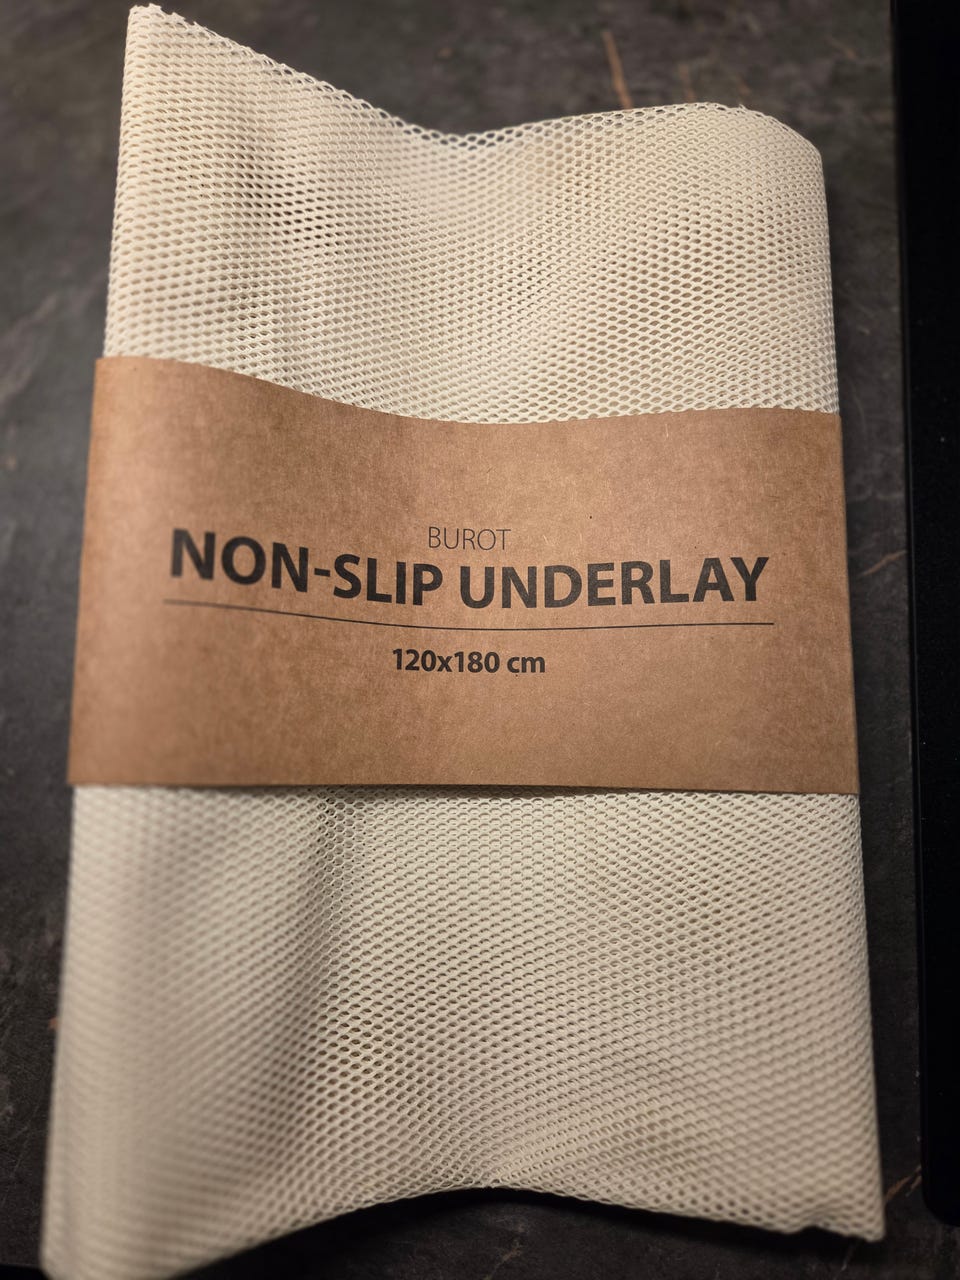 BUROT
NON-SLIP UNDERLAY
120x180 cm